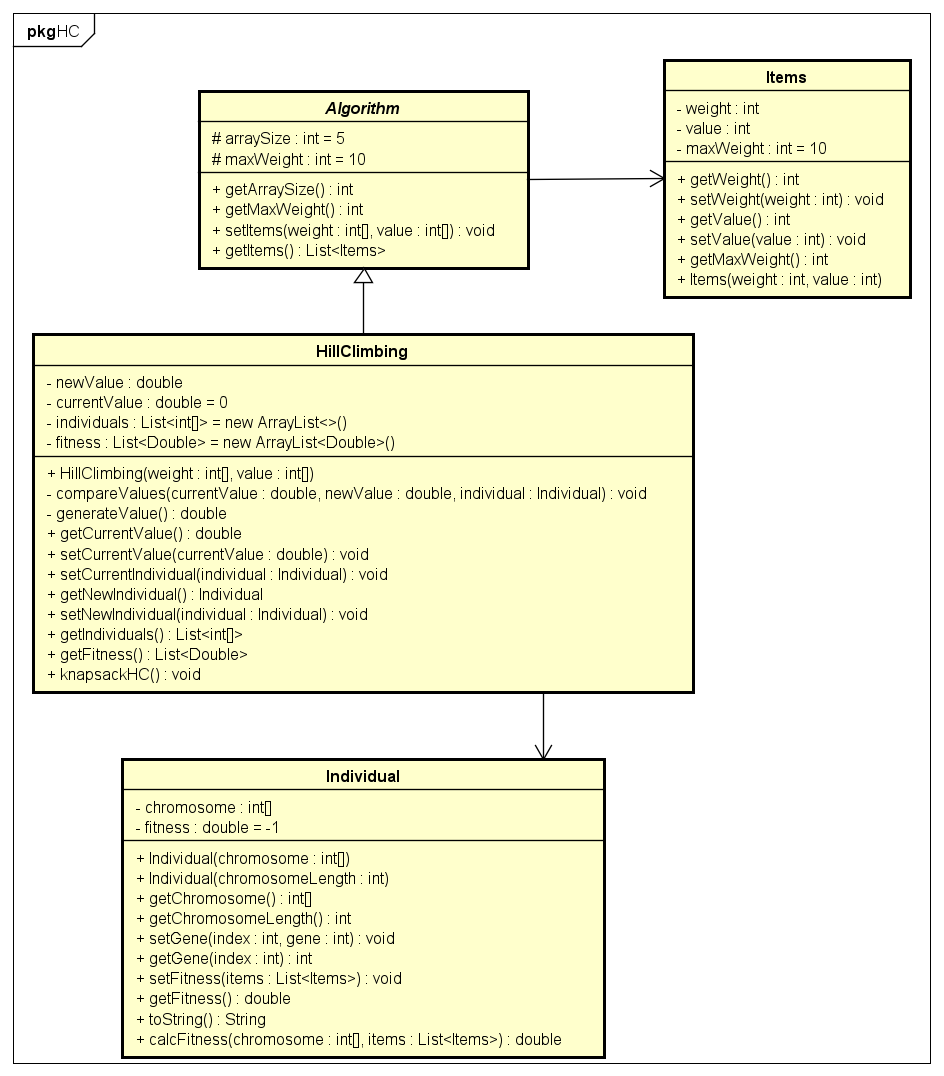 pkg HC
Algorithm
# arraySize : int = 5
# maxWeight : int = 10
+ getArraySize() : int
+ getMaxWeight() : int
+ setItems(weight : int[], value : int[]) : void
+ getItems() : List<Items>
Items
- weight : int
- value : int
- maxWeight : int = 10
+ getWeight() : int
+ setWeight(weight : int) : void
+ getValue() : int
+ setValue(value : int) : void
+ getMaxWeight() : int
+ Items(weight : int, value : int)
HillClimbing
- newValue : double
- currentValue : double = 0
- individuals : List<int[]> = new ArrayList<>()
- fitness : List<Double> = new ArrayList<Double>()
+ HillClimbing(weight : int[], value : int[])
- compareValues(currentValue : double, newValue : double, individual : Individual) : void
- generateValue() : double
+ getCurrentValue() : double
+ setCurrentValue(currentValue : double) : void
+ setCurrentIndividual(individual : Individual) : void
+ getNewIndividual() : Individual
+ setNewIndividual(individual : Individual) : void
+ getIndividuals() : List<int[]>
+ getFitness() : List<Double>
+ knapsackHC() : void
Individual
- chromosome : int[]
- fitness : double = -1
+ Individual(chromosome : int[])
+ Individual(chromosomeLength : int)
+ getChromosome() : int[]
+ getChromosomeLength() : int
+ setGene(index : int, gene : int) : void
+ getGene(index : int) : int
+ setFitness(items : List<Items>) : void
+ getFitness() : double
+ toString() : String
+ calcFitness(chromosome : int[], items : List<Items>) : double